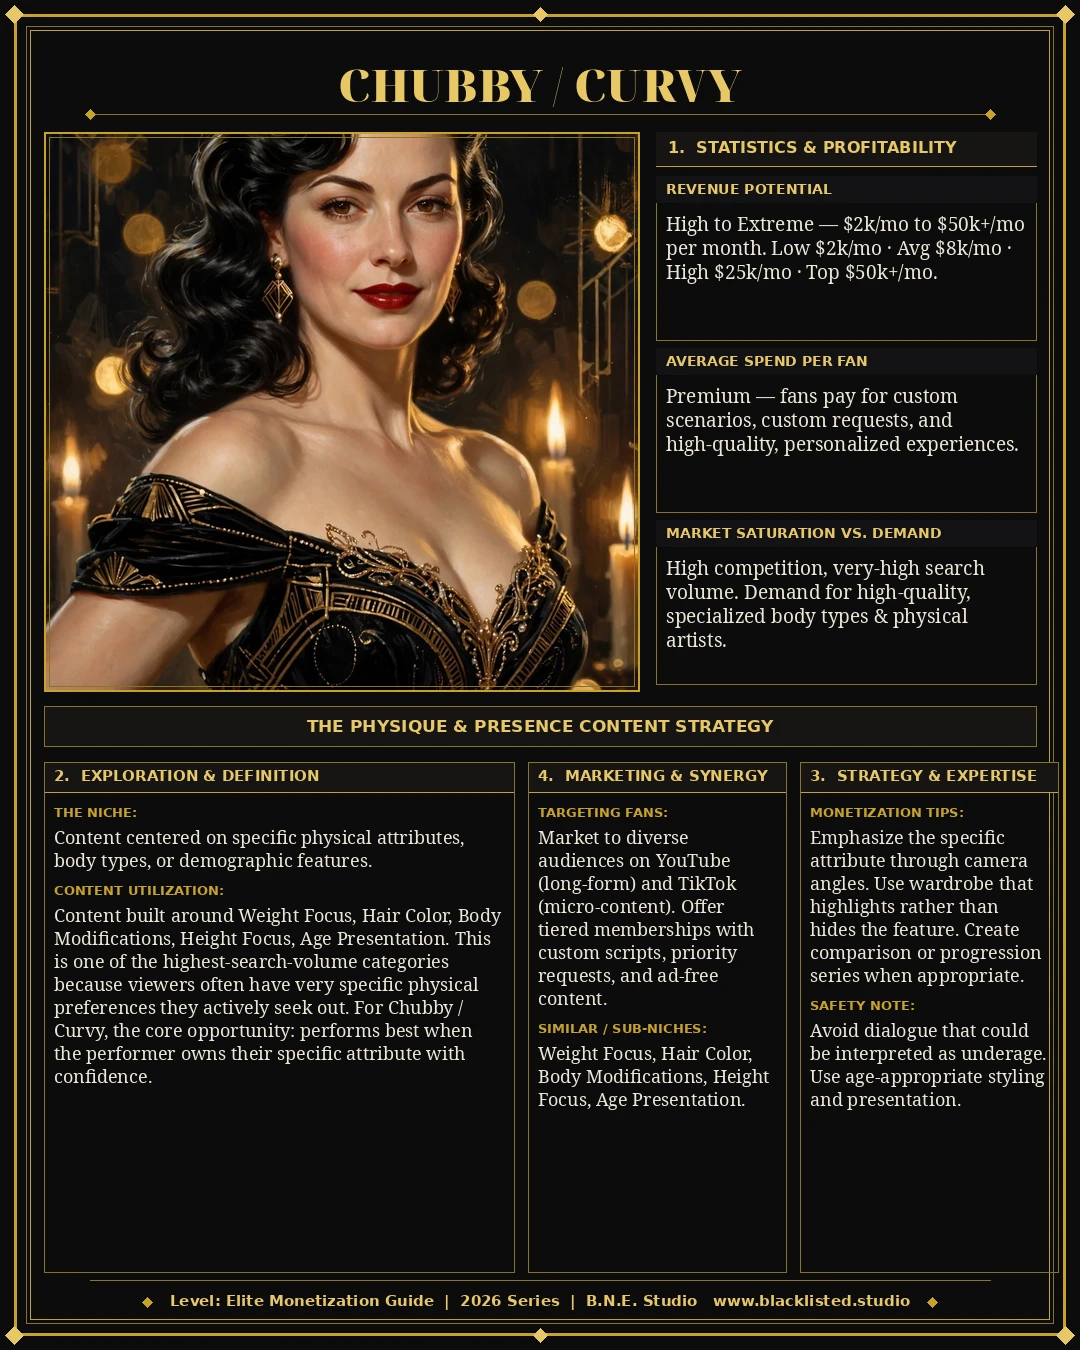 CHUBBY / CURVY
1. STATISTICS & PROFITABILITY
REVENUE POTENTIAL
High to Extreme — $2k/mo to $50k+/mo
per month. Low $2k/mo · Avg $8k/mo ·
High $25k/mo · Top $50k+/mo.
AVERAGE SPEND PER FAN
Premium — fans pay for custom
scenarios, custom requests, and
high-quality, personalized experiences.
MARKET SATURATION VS. DEMAND
High competition, very-high search
volume. Demand for high-quality,
specialized body types & physical
artists.
THE PHYSIQUE & PRESENCE CONTENT STRATEGY
2. EXPLORATION & DEFINITION
THE NICHE:
Content centered on specific physical attributes,
body types, or demographic features.
CONTENT UTILIZATION:
Content built around Weight Focus, Hair Color, Body
Modifications, Height Focus, Age Presentation. This
is one of the highest-search-volume categories
because viewers often have very specific physical
preferences they actively seek out. For Chubby /
Curvy, the core opportunity: performs best when
the performer owns their specific attribute with
confidence.
4. MARKETING & SYNERGY
TARGETING FANS:
Market to diverse
audiences on YouTube
(long-form) and TikTok
(micro-content). Offer
tiered memberships with
custom scripts, priority
requests, and ad-free
content.
SIMILAR / SUB-NICHES:
Weight Focus, Hair Color,
Body Modifications, Height
Focus, Age Presentation.
3. STRATEGY & EXPERTISE
MONETIZATION TIPS:
Emphasize the specific
attribute through camera
angles. Use wardrobe that
highlights rather than
hides the feature. Create
comparison or progression
series when appropriate.
SAFETY NOTE:
Avoid dialogue that could
be interpreted as underage.
Use age-appropriate styling
and presentation.
Level: Elite Monetization Guide | 2026 Series | B.N.E. Studio www.blacklisted.studio